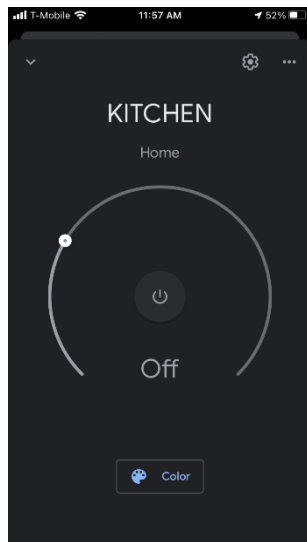 T-Mobile 11:57 AM 52%
KITCHEN
Home
Off
Color